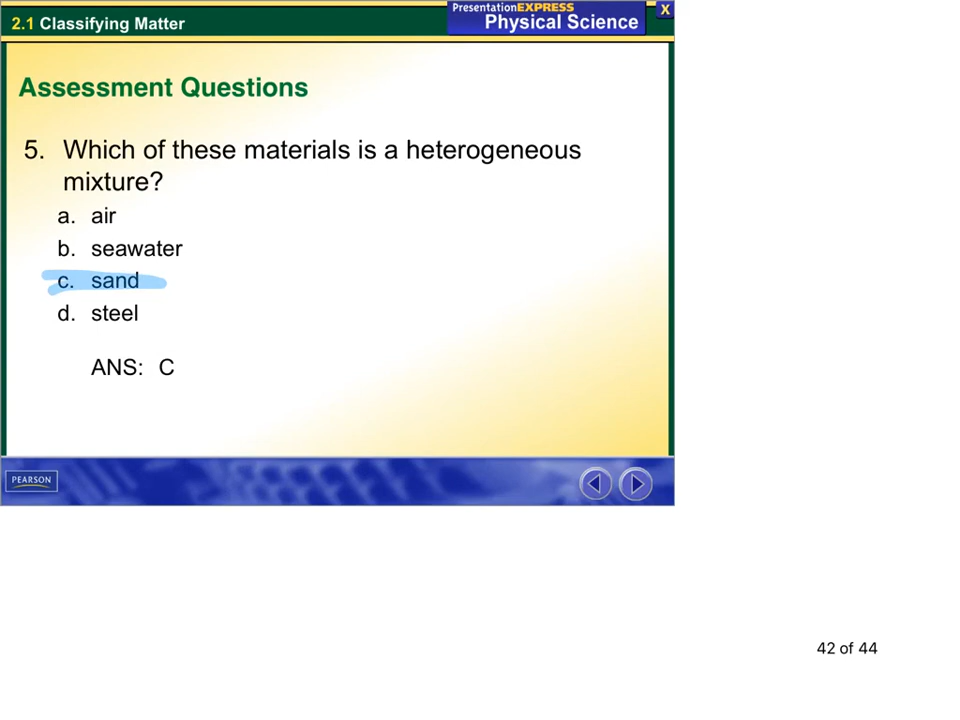 2.1 Classifying Matter
PresentationEXPRESS
Physical Science
X
Assessment Questions
5. Which of these materials is a heterogeneous
mixture?
a. air
b. seawater
c. sand
d. steel
ANS: C
PEARSON
42 of 44